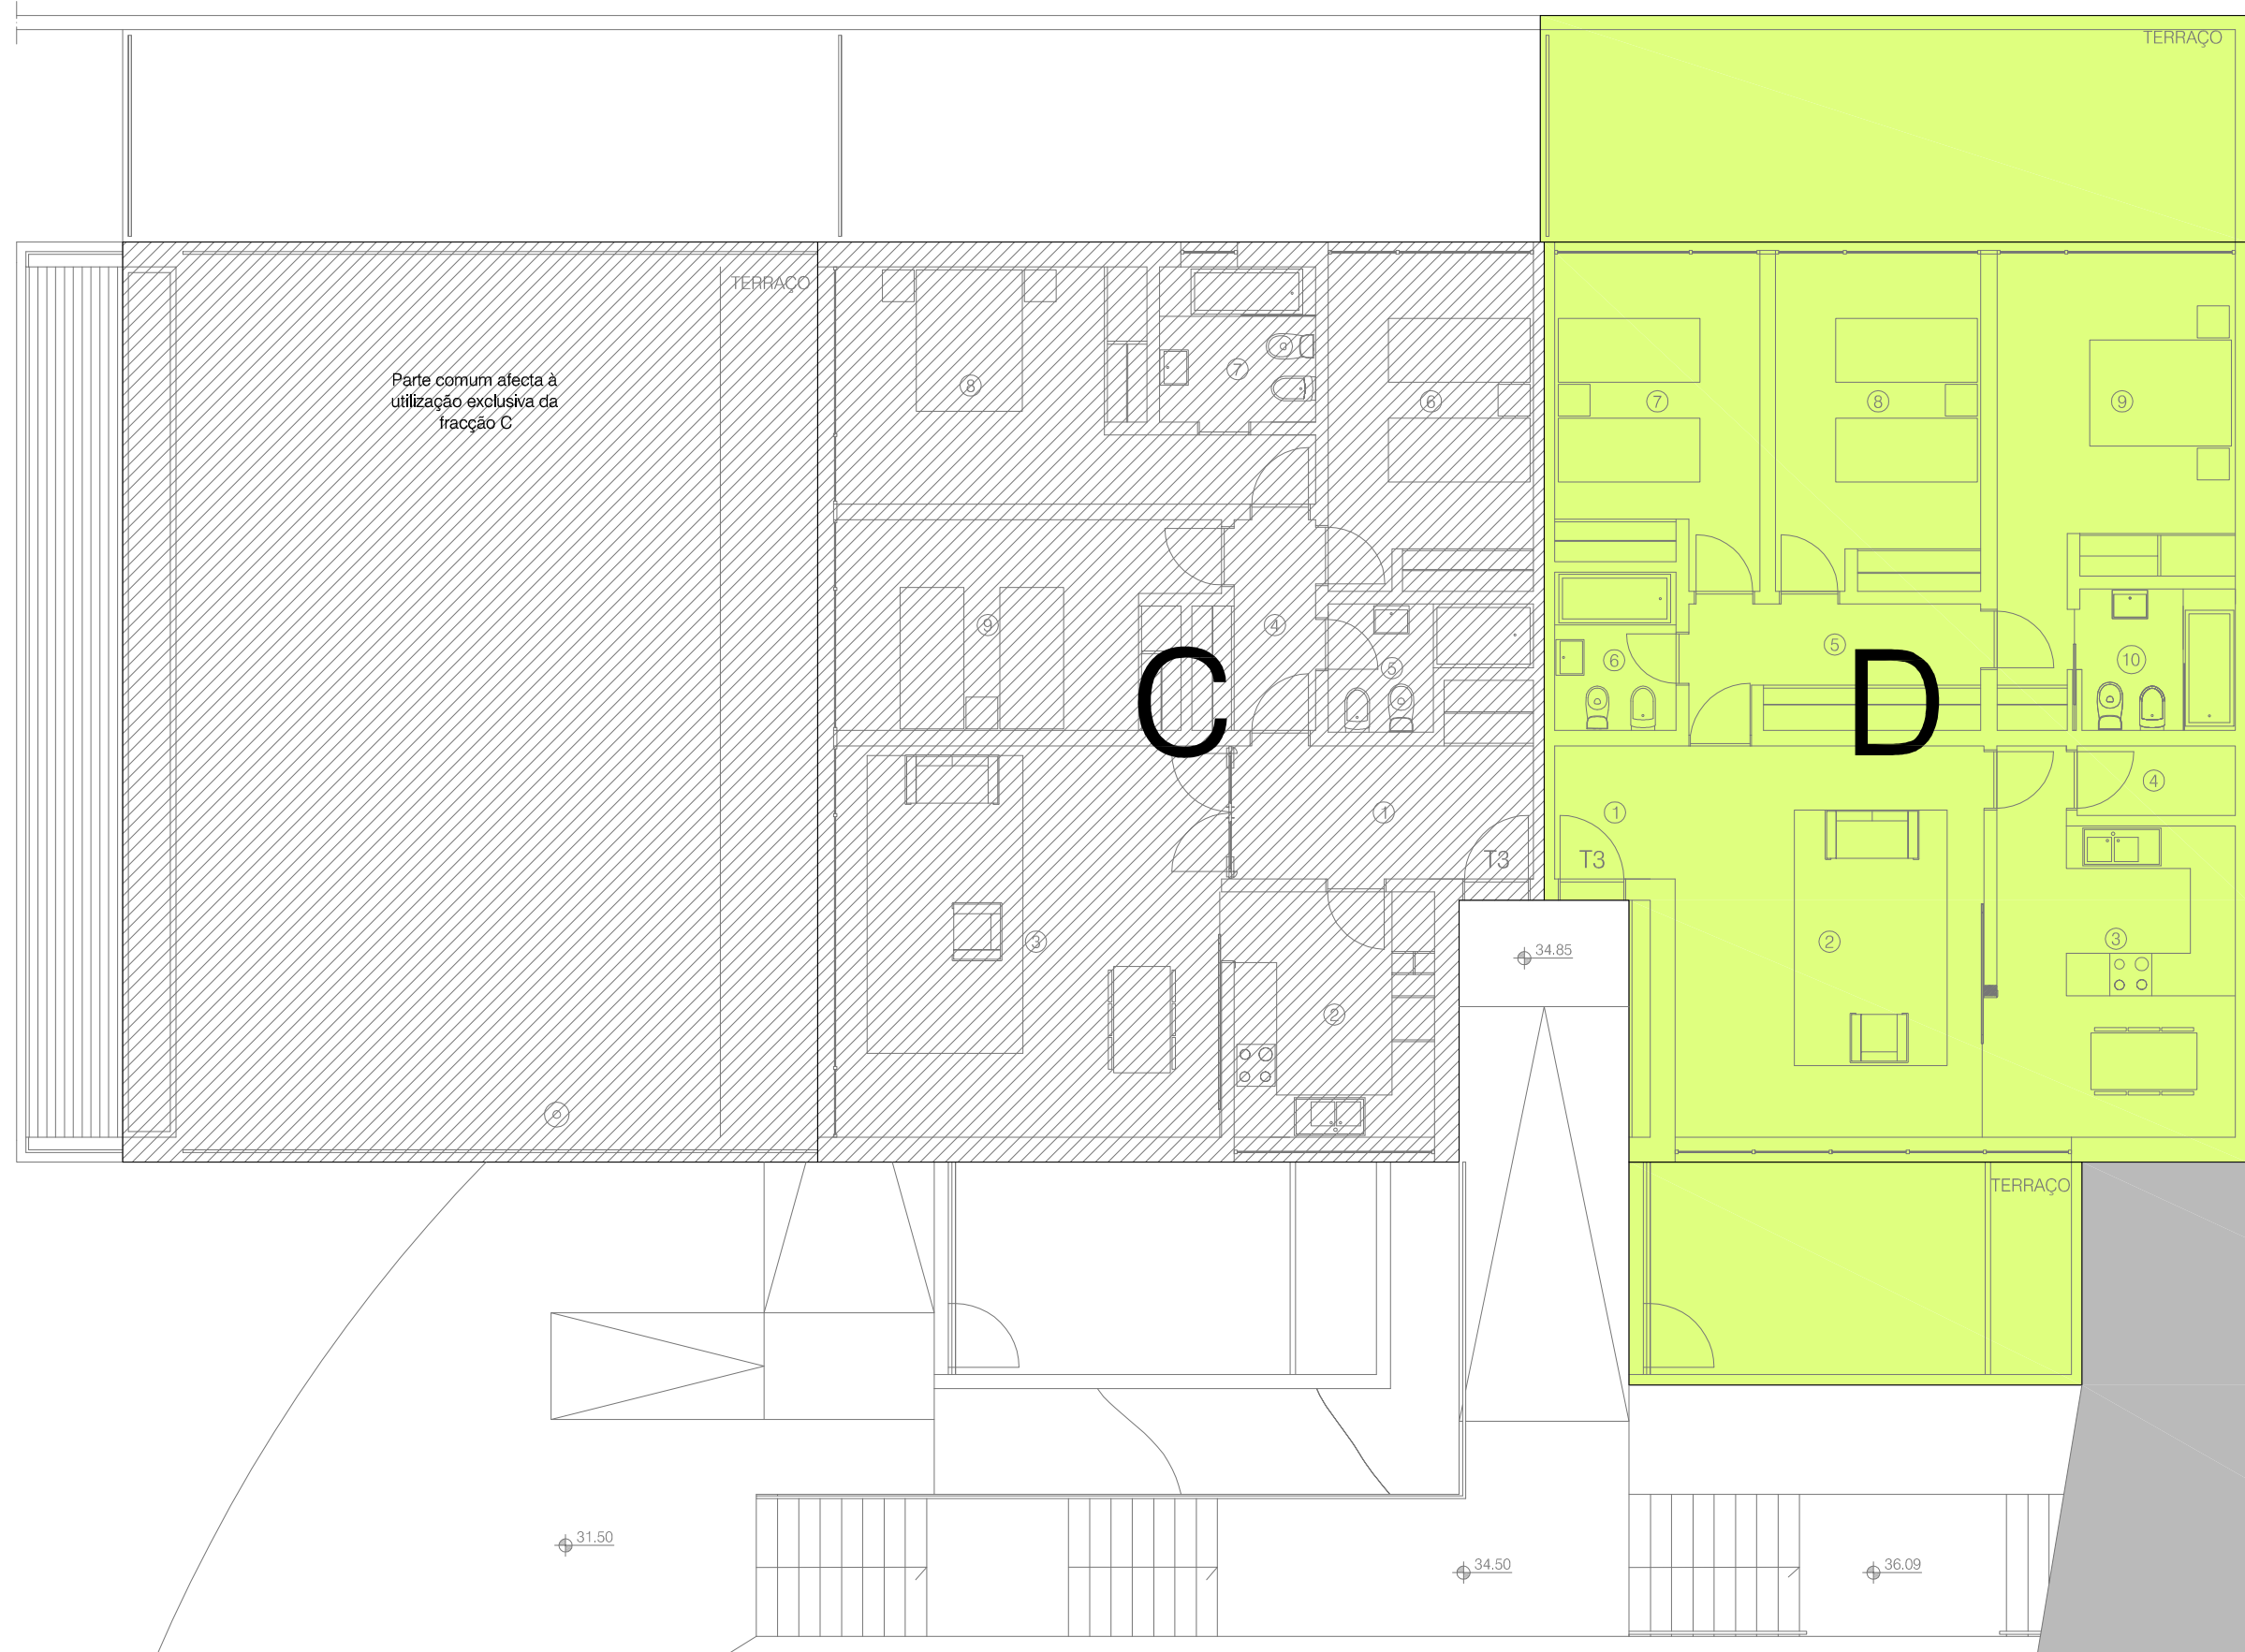 TERRAÇO
TERRAÇO
Parte comum afecta à
utilização exclusiva da
fracção C
8
7
6
7
8
9
9
4
5
C
6
5
D
10
1
1
4
T3
T3
3
2
34.85
2
3
TERRAÇO
31.50
34.50
36.09